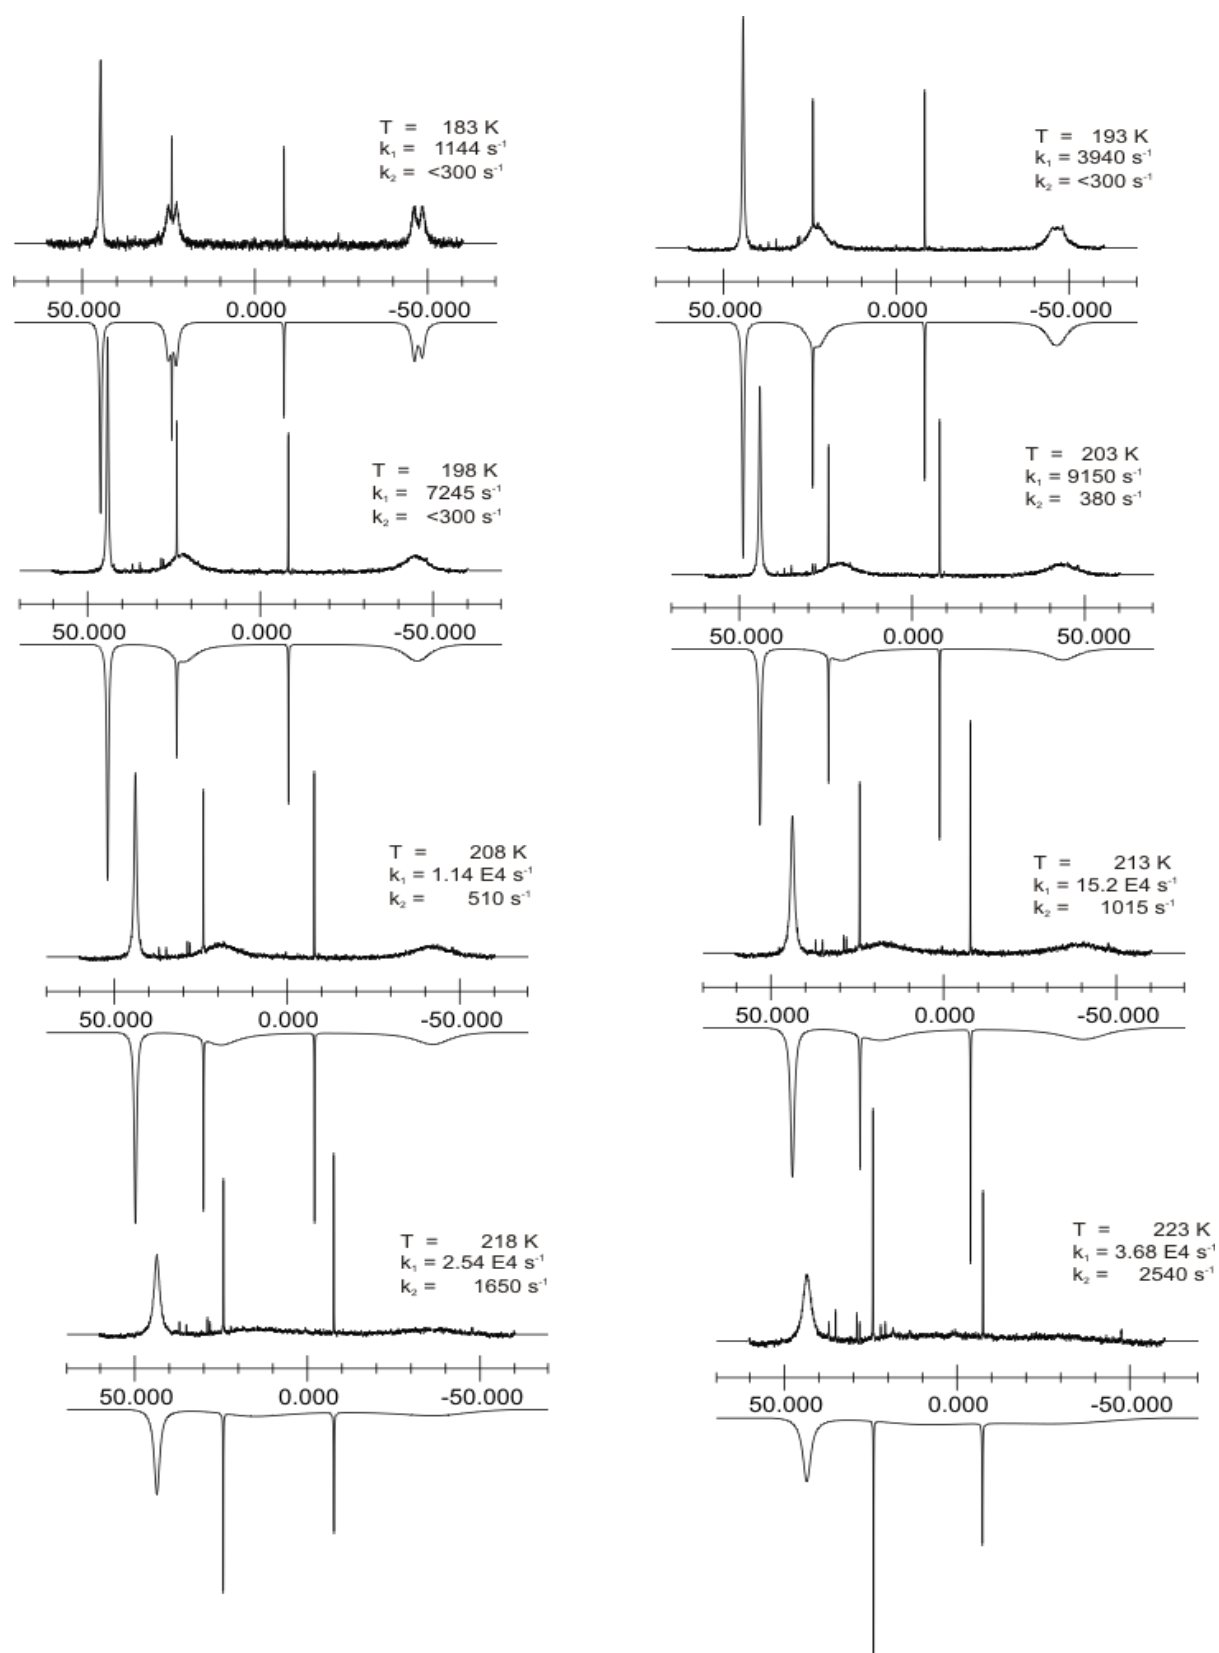 T = 183 K
k₁ = 1144 s⁻¹
k₂ = <300 s⁻¹
50.000 0.000 -50.000
T = 193 K
k₁ = 3940 s⁻¹
k₂ = <300 s⁻¹
50.000 0.000 -50.000
T = 198 K
k₁ = 7245 s⁻¹
k₂ = <300 s⁻¹
50.000 0.000 -50.000
T = 203 K
k₁ = 9150 s⁻¹
k₂ = 380 s⁻¹
50.000 0.000 50.000
T = 208 K
k₁ = 1.14 E4 s⁻¹
k₂ = 510 s⁻¹
50.000 0.000 -50.000
T = 213 K
k₁ = 15.2 E4 s⁻¹
k₂ = 1015 s⁻¹
50.000 0.000 -50.000
T = 218 K
k₁ = 2.54 E4 s⁻¹
k₂ = 1650 s⁻¹
50.000 0.000 -50.000
T = 223 K
k₁ = 3.68 E4 s⁻¹
k₂ = 2540 s⁻¹
50.000 0.000 -50.000